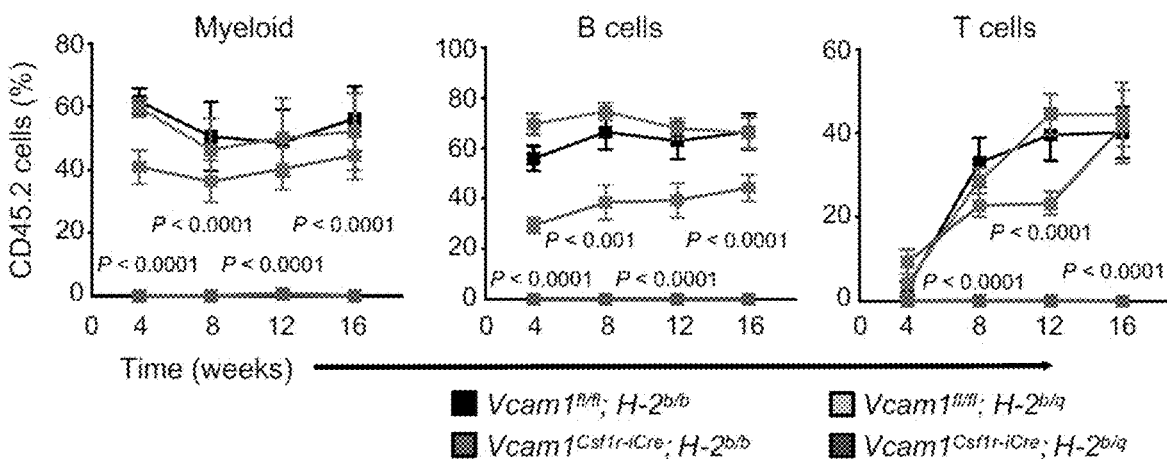 Myeloid
B cells
T cells
CD45.2 cells (%)
80
60
40
20
0
0
4
8
12
16
P < 0.0001
P < 0.0001
P < 0.0001
P < 0.0001
100
80
60
40
20
0
0
4
8
12
16
P < 0.001
P < 0.0001
P < 0.0001
P < 0.0001
60
40
20
0
0
4
8
12
16
P < 0.0001
P < 0.0001
P < 0.0001
Time (weeks)
Vcam1fl/fl; H-2b/b
Vcam1fl/fl; H-2b/q
Vcam1Csf1r-iCre; H-2b/b
Vcam1Csf1r-iCre; H-2b/q